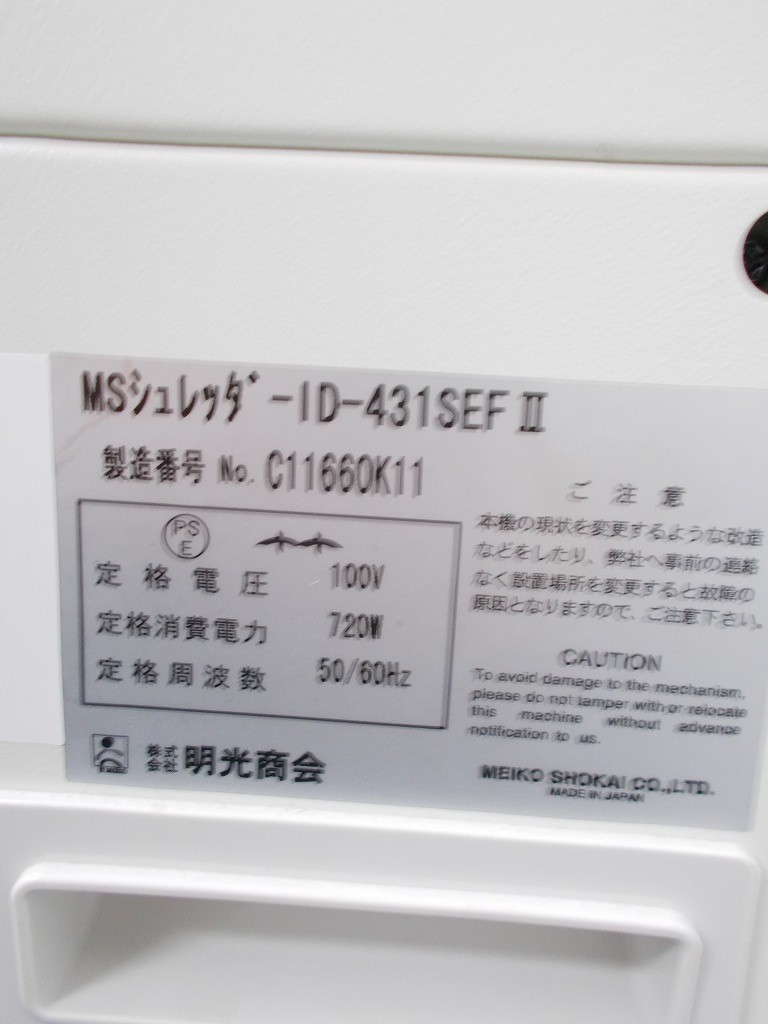 MSシュレッダｰ-ID-431SEFⅡ
製造番号 No. C11660K11
PS
E
定格電圧 100V
定格消費電力 720W
定格周波数 50/60Hz
株式
会社 明光商会
ご注意
本機の現状を変更するような改造
などをしたり、弊社へ事前の連絡
なく設置場所を変更すると故障の
原因となりますので、ご注意下さい。
CAUTION
To avoid damage to the mechanism,
please do not tamper with or relocate
this machine without advance
notification to us.
MEIKO SHOKAI CO.,LTD.
MADE IN JAPAN